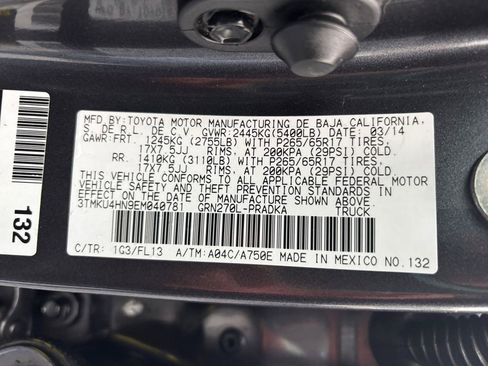 MFD. BY: TOYOTA MOTOR MANUFACTURING DE BAJA CALIFORNIA,
S. DE R.L. DE C.V. GVWR: 2445KG(5400LB) DATE: 03/14
GAWR: FRT. 1245KG (2755LB) WITH P265/65R17 TIRES,
17X7.5JJ RIMS, AT 200KPA (29PSI) COLD.
RR. 1410KG (3110LB) WITH P265/65R17 TIRES,
17X7.5JJ RIMS, AT 200KPA (29PSI) COLD.
THIS VEHICLE CONFORMS TO ALL APPLICABLE FEDERAL MOTOR
VEHICLE SAFETY AND THEFT PREVENTION STANDARDS IN
EFFECT ON THE DATE OF MANUFACTURE SHOWN ABOVE.
3TMKU4HN9EM040781 GRN270L-PRADKA
TRUCK
C/TR: 1G3/FL13 A/TM: A04C/A750E MADE IN MEXICO NO. 132
132